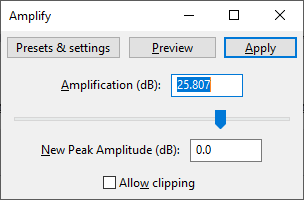 Amplify
Presets & settings Preview Apply
Amplification (dB): 25.807
New Peak Amplitude (dB): 0.0
Allow clipping